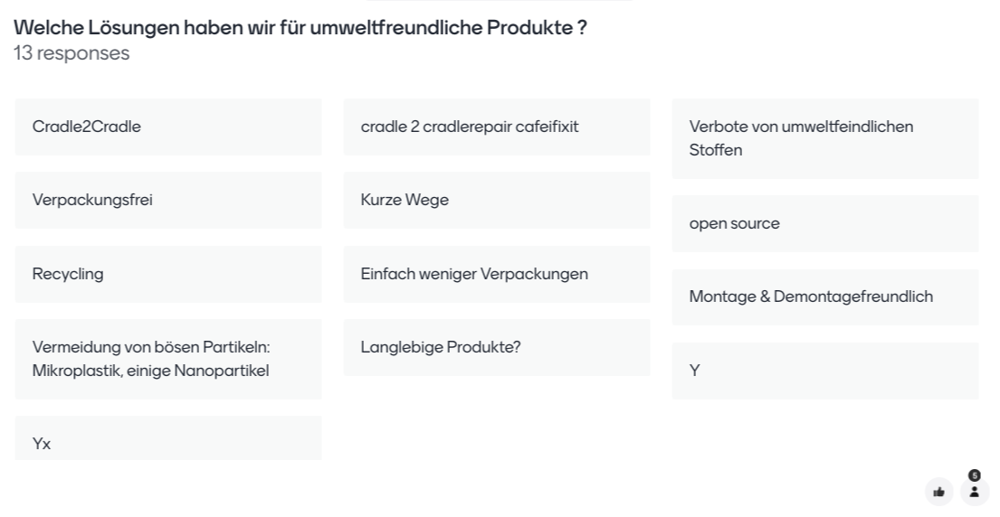 Welche Lösungen haben wir für umweltfreundliche Produkte ?
13 responses
Cradle2Cradle
Verpackungsfrei
Recycling
Vermeidung von bösen Partikeln:
Mikroplastik, einige Nanopartikel
Yx
cradle 2 cradlerepair cafeifixit
Kurze Wege
Einfach weniger Verpackungen
Langlebige Produkte?
Verbote von umweltfeindlichen
Stoffen
open source
Montage & Demontagefreundlich
Y
5